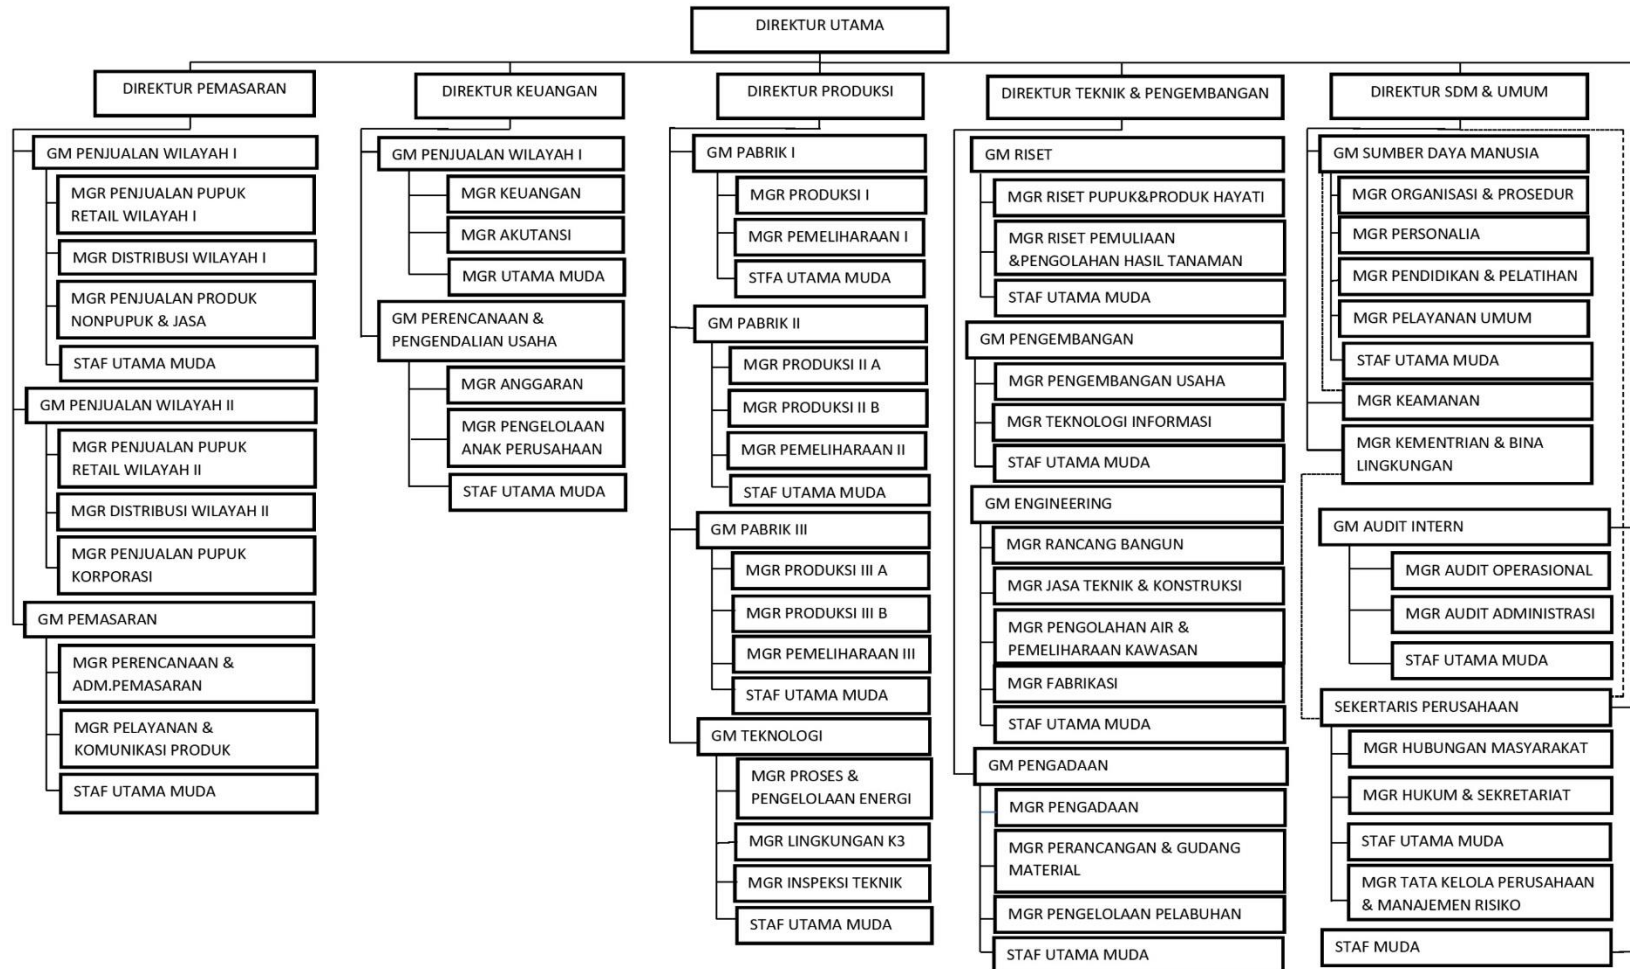 DIREKTUR UTAMA
DIREKTUR PEMASARAN
GM PENJUALAN WILAYAH I
MGR PENJUALAN PUPUK
RETAIL WILAYAH I
MGR DISTRIBUSI WILAYAH I
MGR PENJUALAN PRODUK
NONPUPUK & JASA
STAF UTAMA MUDA
GM PENJUALAN WILAYAH II
MGR PENJUALAN PUPUK
RETAIL WILAYAH II
MGR DISTRIBUSI WILAYAH II
MGR PENJUALAN PUPUK
KORPORASI
GM PEMASARAN
MGR PERENCANAAN &
ADM.PEMASARAN
MGR PELAYANAN &
KOMUNIKASI PRODUK
STAF UTAMA MUDA
DIREKTUR KEUANGAN
GM PENJUALAN WILAYAH I
MGR KEUANGAN
MGR AKUTANSI
MGR UTAMA MUDA
GM PERENCANAAN &
PENGENDALIAN USAHA
MGR ANGGARAN
MGR PENGELOLAAN
ANAK PERUSAHAAN
STAF UTAMA MUDA
DIREKTUR PRODUKSI
GM PABRIK I
MGR PRODUKSI I
MGR PEMELIHARAAN I
STFA UTAMA MUDA
GM PABRIK II
MGR PRODUKSI II A
MGR PRODUKSI II B
MGR PEMELIHARAAN II
STAF UTAMA MUDA
GM PABRIK III
MGR PRODUKSI III A
MGR PRODUKSI III B
MGR PEMELIHARAAN III
STAF UTAMA MUDA
GM TEKNOLOGI
MGR PROSES &
PENGELOLAAN ENERGI
MGR LINGKUNGAN K3
MGR INSPEKSI TEKNIK
STAF UTAMA MUDA
DIREKTUR TEKNIK & PENGEMBANGAN
GM RISET
MGR RISET PUPUK&PRODUK HAYATI
MGR RISET PEMULIAAN
&PENGOLAHAN HASIL TANAMAN
STAF UTAMA MUDA
GM PENGEMBANGAN
MGR PENGEMBANGAN USAHA
MGR TEKNOLOGI INFORMASI
STAF UTAMA MUDA
GM ENGINEERING
MGR RANCANG BANGUN
MGR JASA TEKNIK & KONSTRUKSI
MGR PENGOLAHAN AIR &
PEMELIHARAAN KAWASAN
MGR FABRIKASI
STAF UTAMA MUDA
GM PENGADAAN
MGR PENGADAAN
MGR PERANCANGAN & GUDANG
MATERIAL
MGR PENGELOLAAN PELABUHAN
STAF UTAMA MUDA
DIREKTUR SDM & UMUM
GM SUMBER DAYA MANUSIA
MGR ORGANISASI & PROSEDUR
MGR PERSONALIA
MGR PENDIDIKAN & PELATIHAN
MGR PELAYANAN UMUM
STAF UTAMA MUDA
MGR KEAMANAN
MGR KEMENTRIAN & BINA
LINGKUNGAN
GM AUDIT INTERN
MGR AUDIT OPERASIONAL
MGR AUDIT ADMINISTRASI
STAF UTAMA MUDA
SEKERTARIS PERUSAHAAN
MGR HUBUNGAN MASYARAKAT
MGR HUKUM & SEKRETARIAT
STAF UTAMA MUDA
MGR TATA KELOLA PERUSAHAAN
& MANAJEMEN RISIKO
STAF MUDA